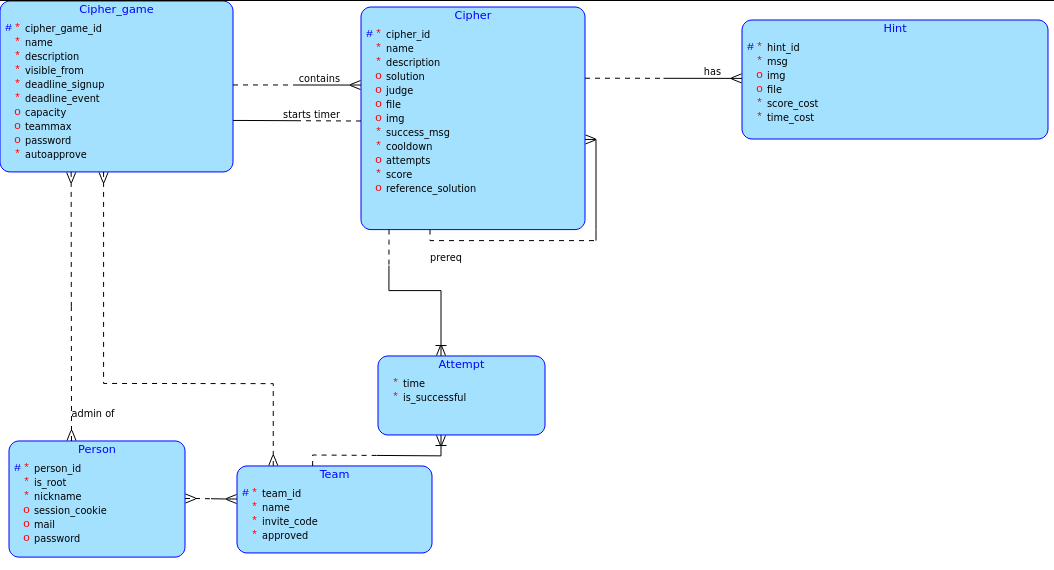 Cipher_game
# * cipher_game_id
* name
* description
* visible_from
* deadline_signup
* deadline_event
o capacity
o teammax
o password
* autoapprove
contains
starts timer
Cipher
# * cipher_id
* name
* description
o solution
o judge
o file
o img
* success_msg
* cooldown
o attempts
* score
o reference_solution
has
Hint
# * hint_id
* msg
o img
o file
* score_cost
* time_cost
prereq
Attempt
* time
* is_successful
admin of
Person
# * person_id
* is_root
* nickname
o session_cookie
o mail
o password
Team
# * team_id
* name
* invite_code
* approved